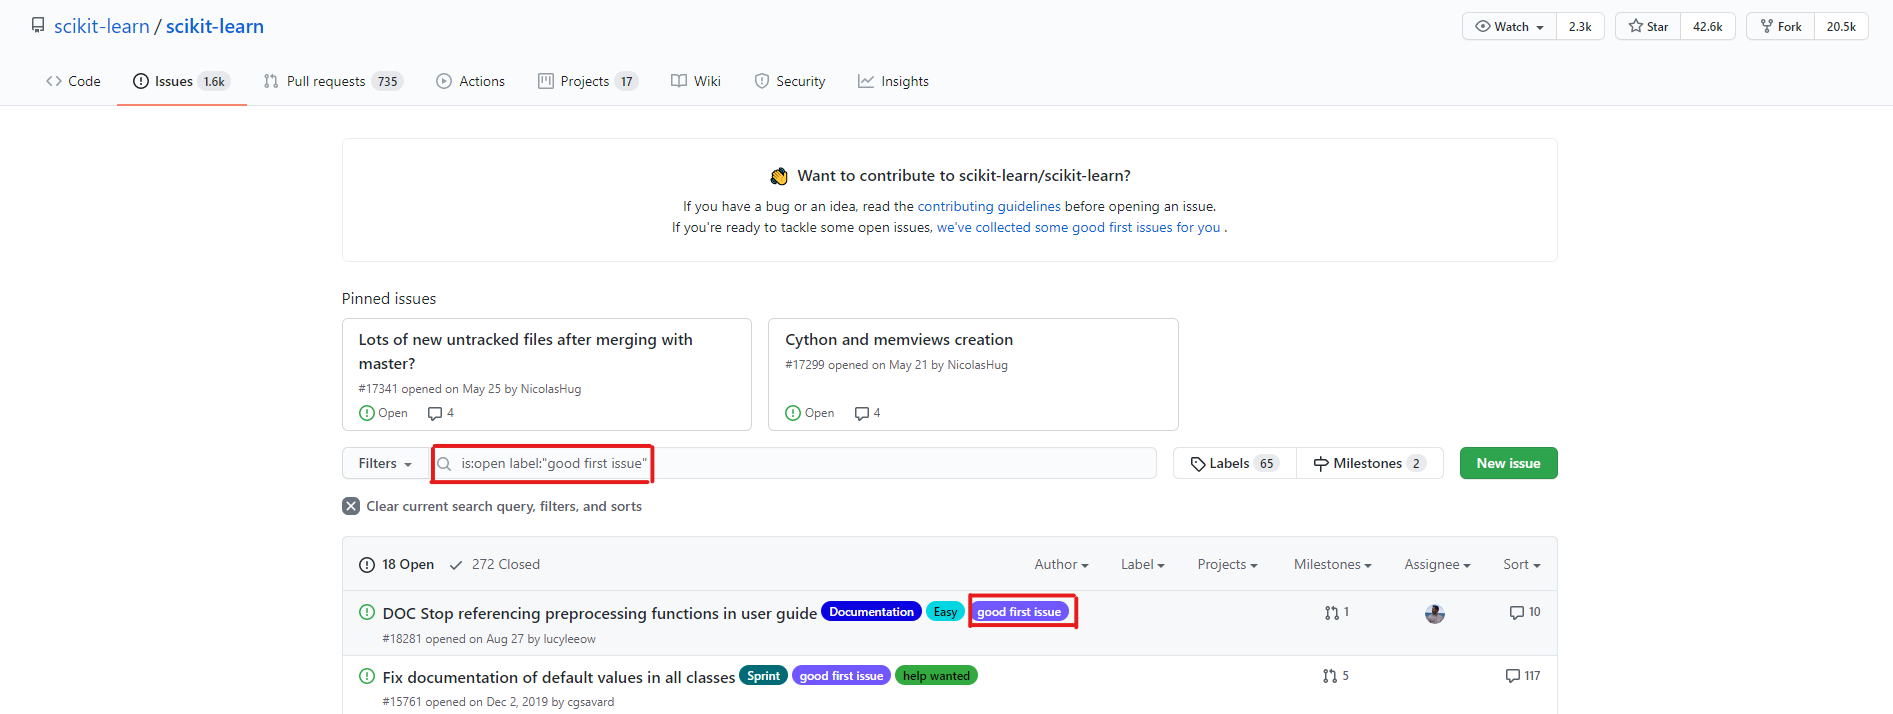 scikit-learn / scikit-learn
Watch 2.3k Star 42.6k Fork 20.5k
Code Issues 1.6k Pull requests 735 Actions Projects 17 Wiki Security Insights
Want to contribute to scikit-learn/scikit-learn?
If you have a bug or an idea, read the contributing guidelines before opening an issue.
If you're ready to tackle some open issues, we've collected some good first issues for you .
Pinned issues
Lots of new untracked files after merging with
master?
#17341 opened on May 25 by NicolasHug
Open 4
Cython and memviews creation
#17299 opened on May 21 by NicolasHug
Open 4
Filters is:open label:"good first issue" Labels 65 Milestones 2 New issue
Clear current search query, filters, and sorts
18 Open 272 Closed Author Label Projects Milestones Assignee Sort
DOC Stop referencing preprocessing functions in user guide Documentation Easy good first issue 1 10
#18281 opened on Aug 27 by lucyleeow
Fix documentation of default values in all classes Sprint good first issue help wanted 5 117
#15761 opened on Dec 2, 2019 by cgsavard